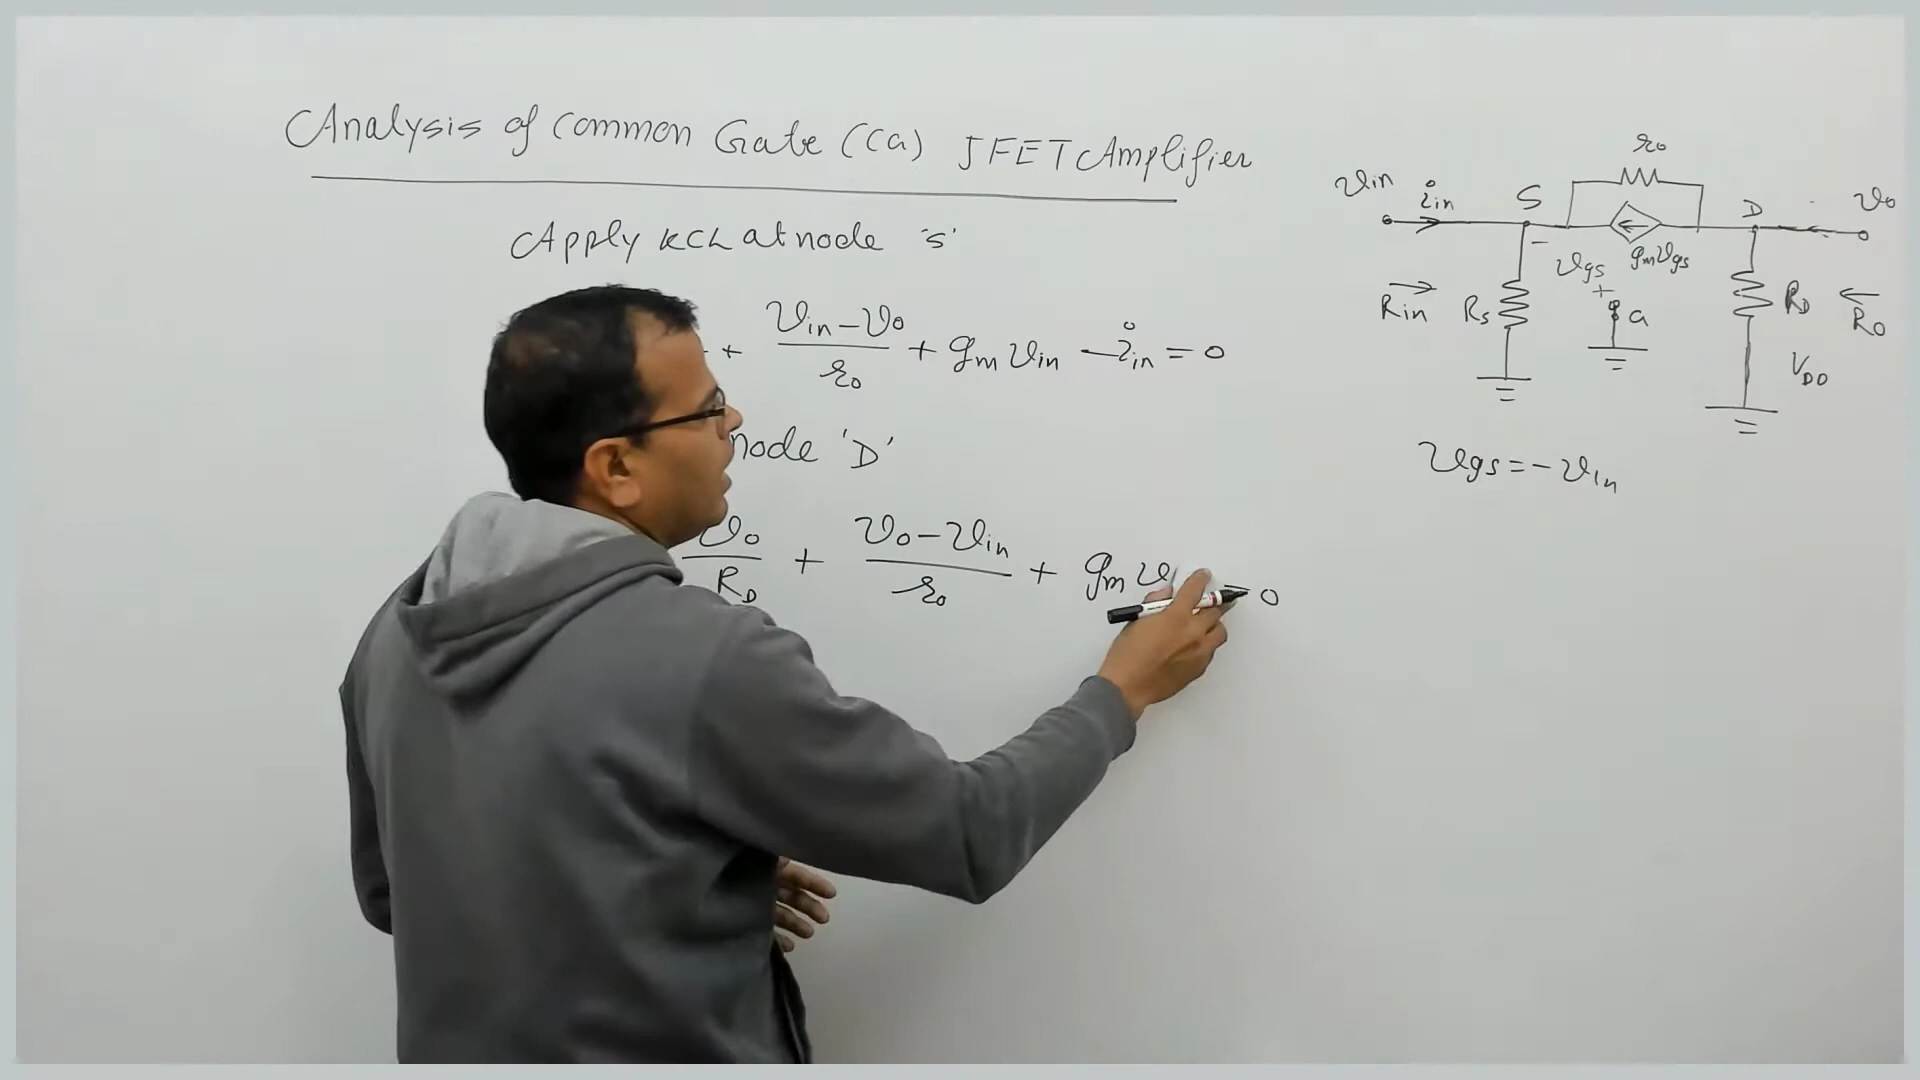 Analysis of Common Gate (CG) JFET Amplifier
Apply KCL at node 'S'
+ (vin - vo)/ro + gm vin - iin = 0
node 'D'
vo/RD + (vo - vin)/ro + gm v = 0
ro
vin iin S D vo
- vgs + gmvgs
Rin Rs G RD Ro
VDD
vgs = - vin